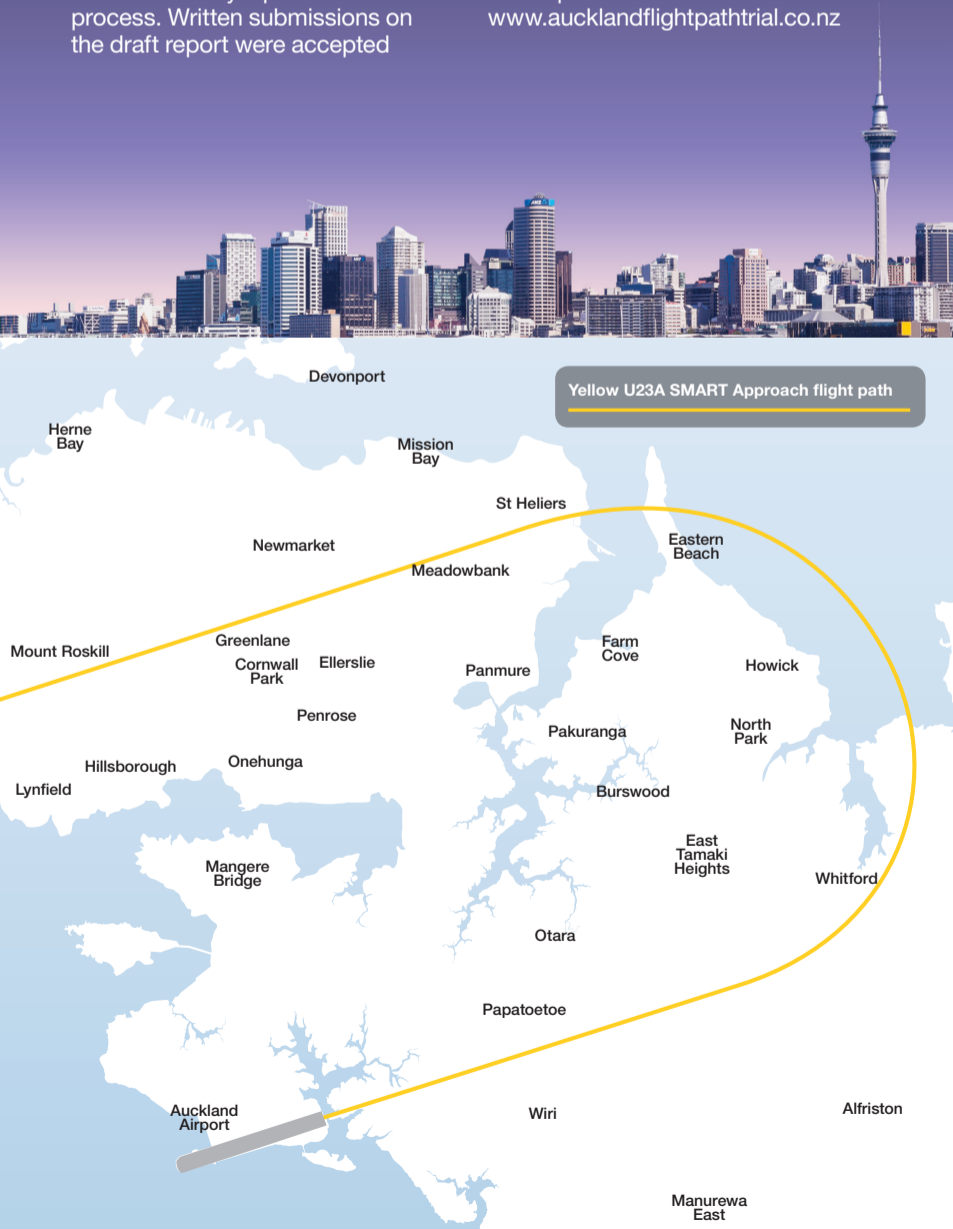 process. Written submissions on
the draft report were accepted
www.aucklandflightpathtrial.co.nz
ANZ
Devonport
Yellow U23A SMART Approach flight path
Herne
Bay
Mission
Bay
St Heliers
Newmarket
Eastern
Beach
Meadowbank
Mount Roskill
Greenlane
Cornwall
Park
Ellerslie
Farm
Cove
Panmure
Howick
Penrose
Pakuranga
North
Park
Hillsborough
Onehunga
Lynfield
Burswood
East
Tamaki
Heights
Mangere
Bridge
Whitford
Otara
Papatoetoe
Auckland
Airport
Wiri
Alfriston
Manurewa
East